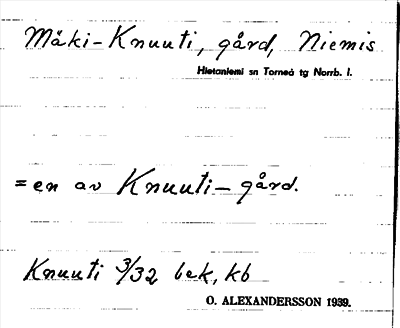 Mäki-Knuuti, gård, Niemis
Hietaniemi sn Torneå tg Norrb. l.
= en av Knuuti-gård.
Knuuti 3/32 bek, kb
O. ALEXANDERSSON 1939.